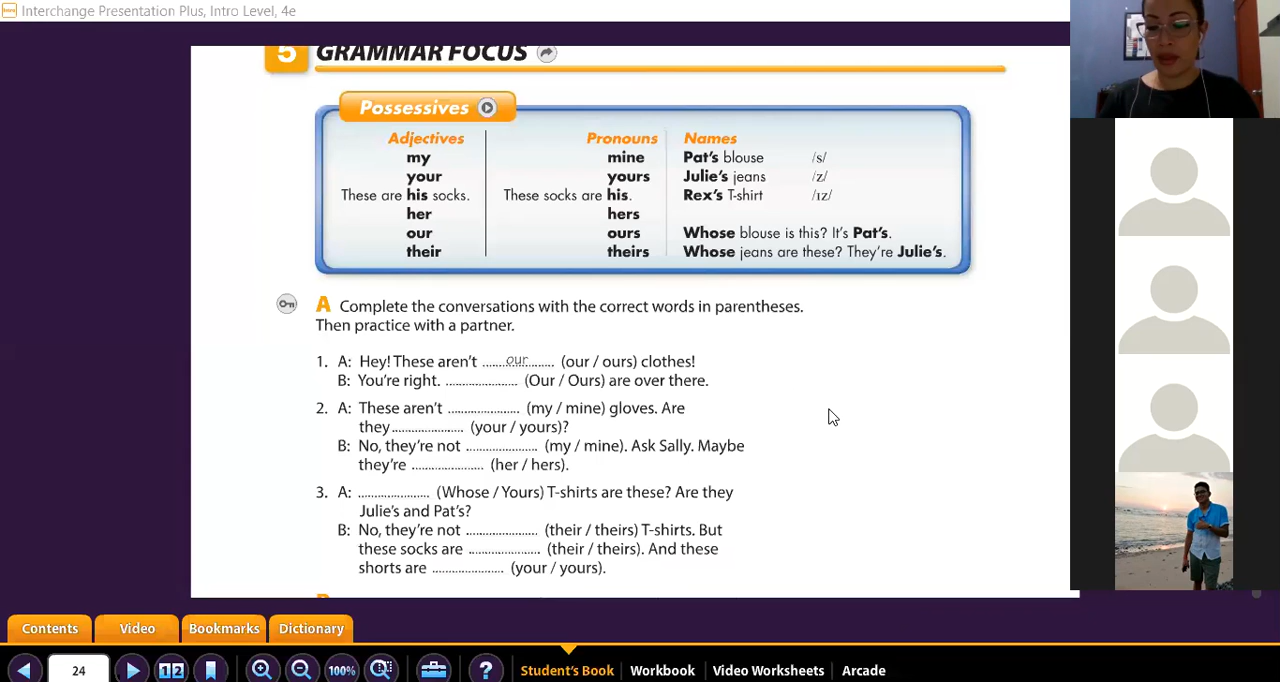 Interchange Presentation Plus, Intro Level, 4e
5 GRAMMAR FOCUS
Possessives
Adjectives Pronouns Names
my mine Pat's blouse /s/
your yours Julie's jeans /z/
These are his socks. These socks are his. Rex's T-shirt /ɪz/
her hers
our ours Whose blouse is this? It's Pat's.
their theirs Whose jeans are these? They're Julie's.
A Complete the conversations with the correct words in parentheses.
Then practice with a partner.
1. A: Hey! These aren't ....our.... (our / ours) clothes!
B: You're right. .................... (Our / Ours) are over there.
2. A: These aren't .................... (my / mine) gloves. Are
they .................... (your / yours)?
B: No, they're not .................... (my / mine). Ask Sally. Maybe
they're .................... (her / hers).
3. A: .................... (Whose / Yours) T-shirts are these? Are they
Julie's and Pat's?
B: No, they're not .................... (their / theirs) T-shirts. But
these socks are .................... (their / theirs). And these
shorts are .................... (your / yours).
Contents Video Bookmarks Dictionary
24 1 2 100% ? Student's Book Workbook Video Worksheets Arcade